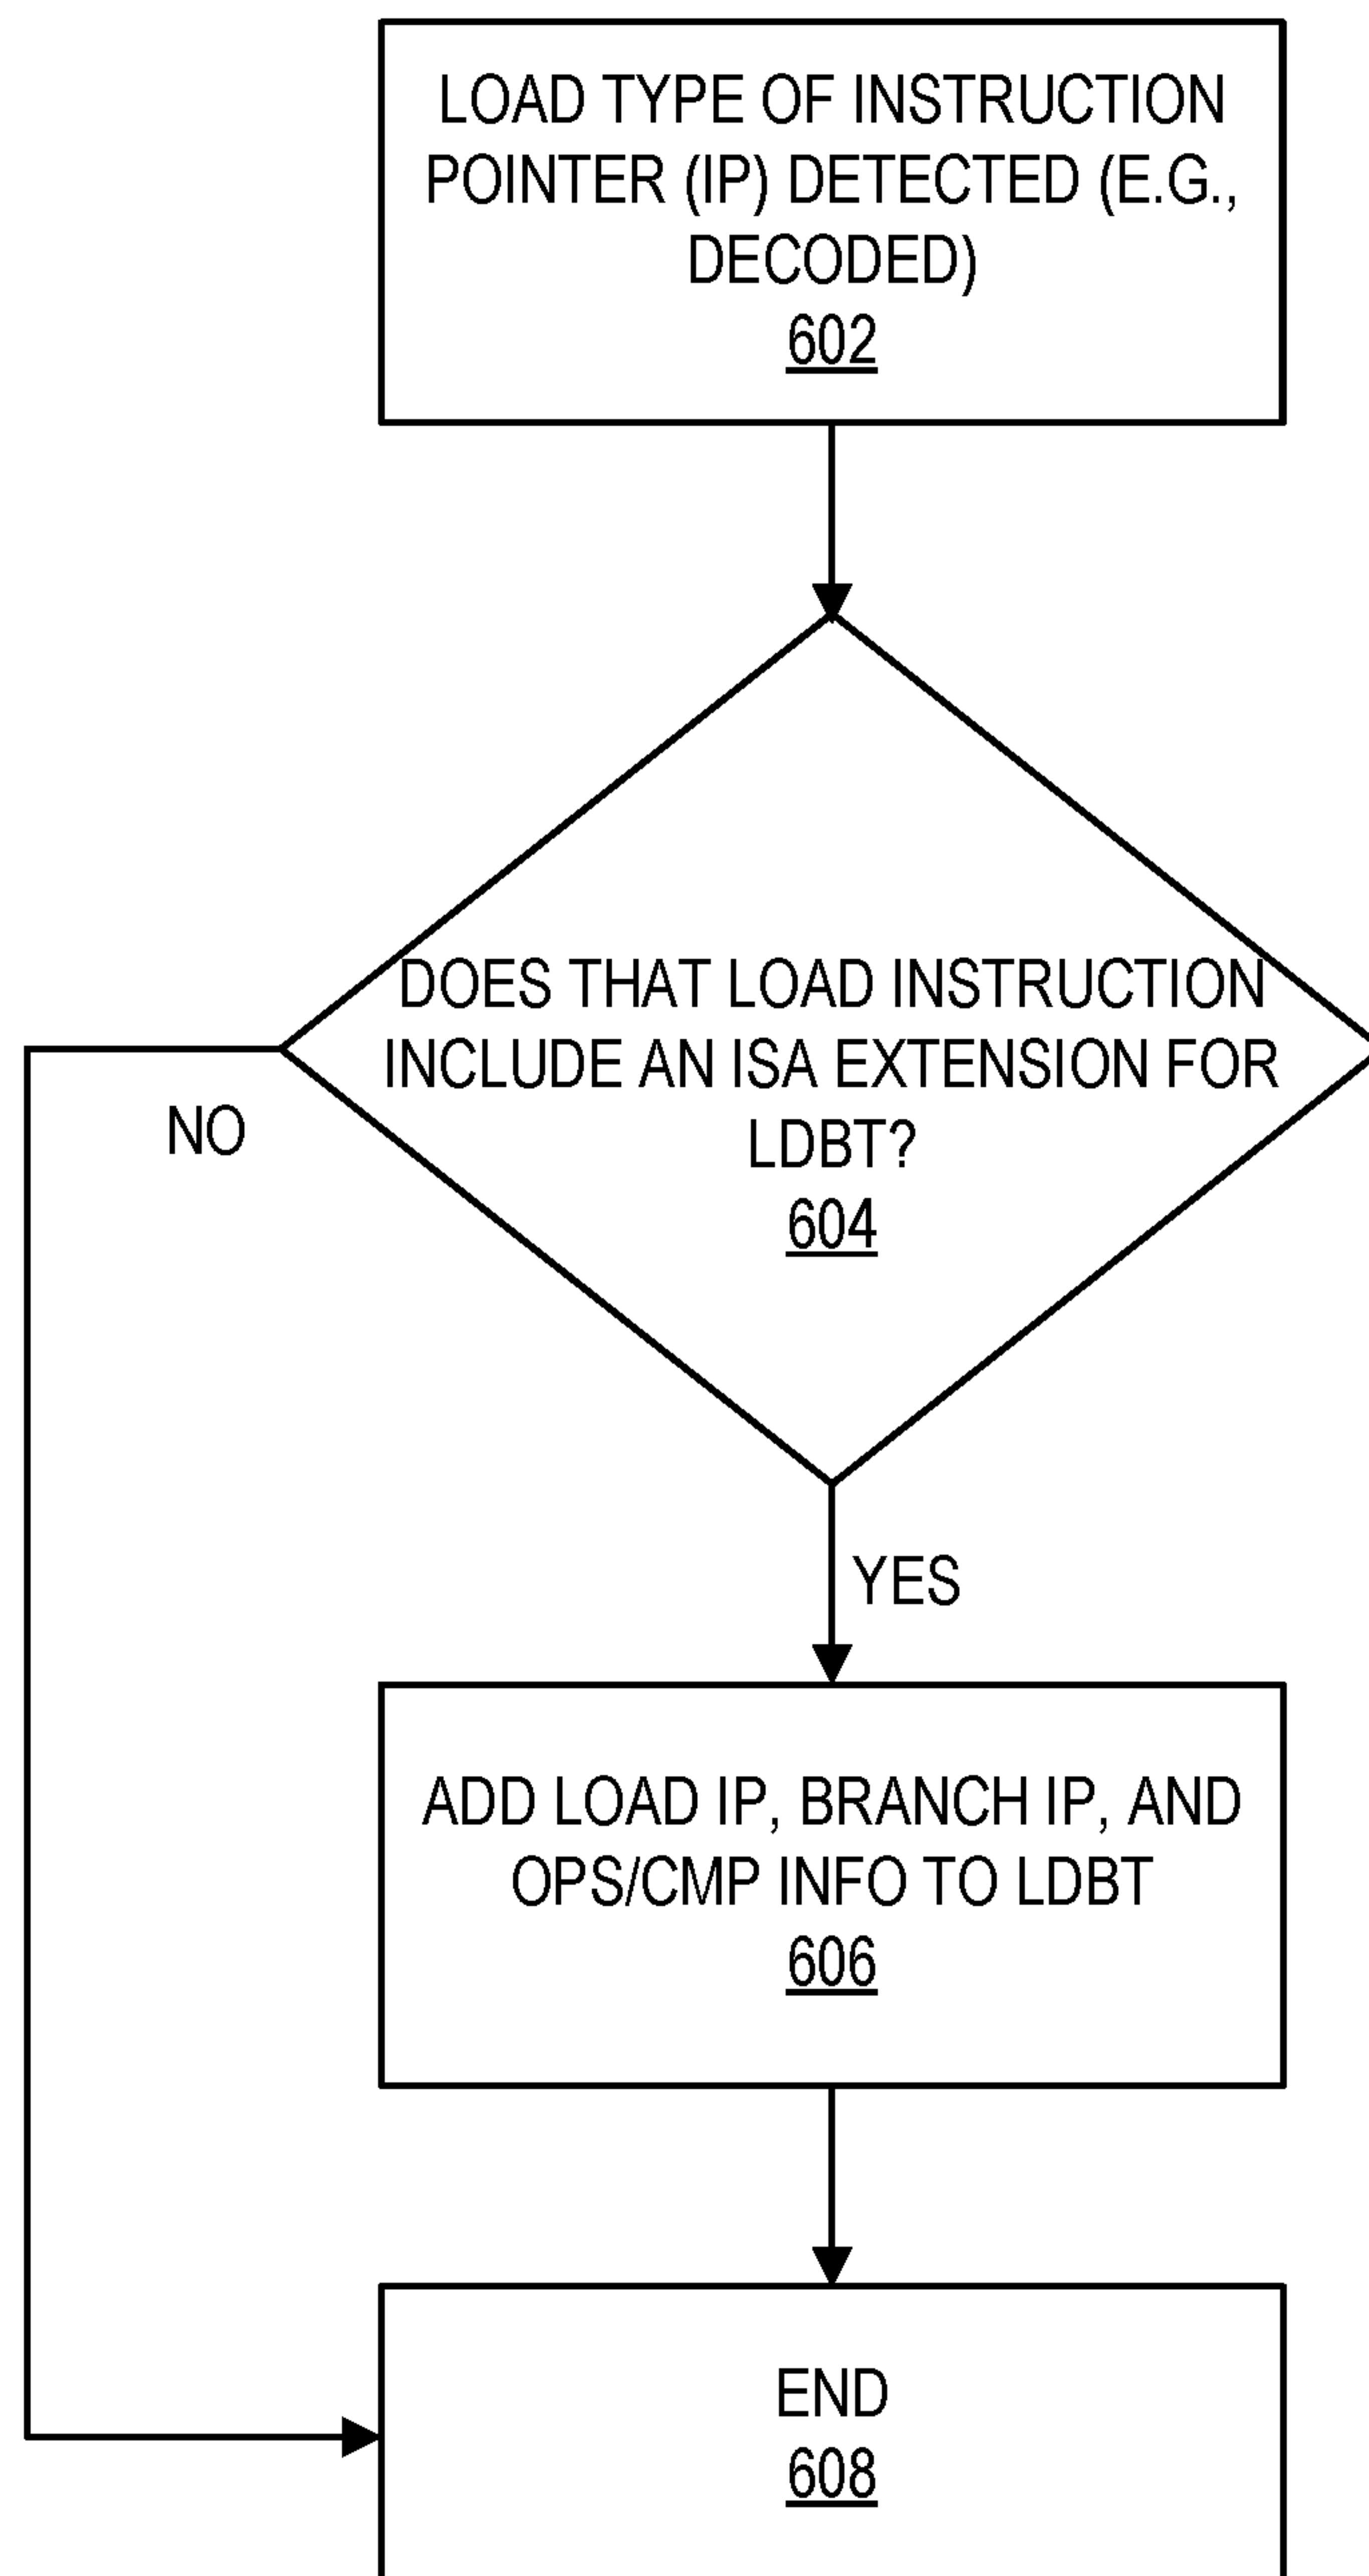 LOAD TYPE OF INSTRUCTION
POINTER (IP) DETECTED (E.G.,
DECODED)
602
DOES THAT LOAD INSTRUCTION
INCLUDE AN ISA EXTENSION FOR
LDBT?
604
NO
YES
ADD LOAD IP, BRANCH IP, AND
OPS/CMP INFO TO LDBT
606
END
608